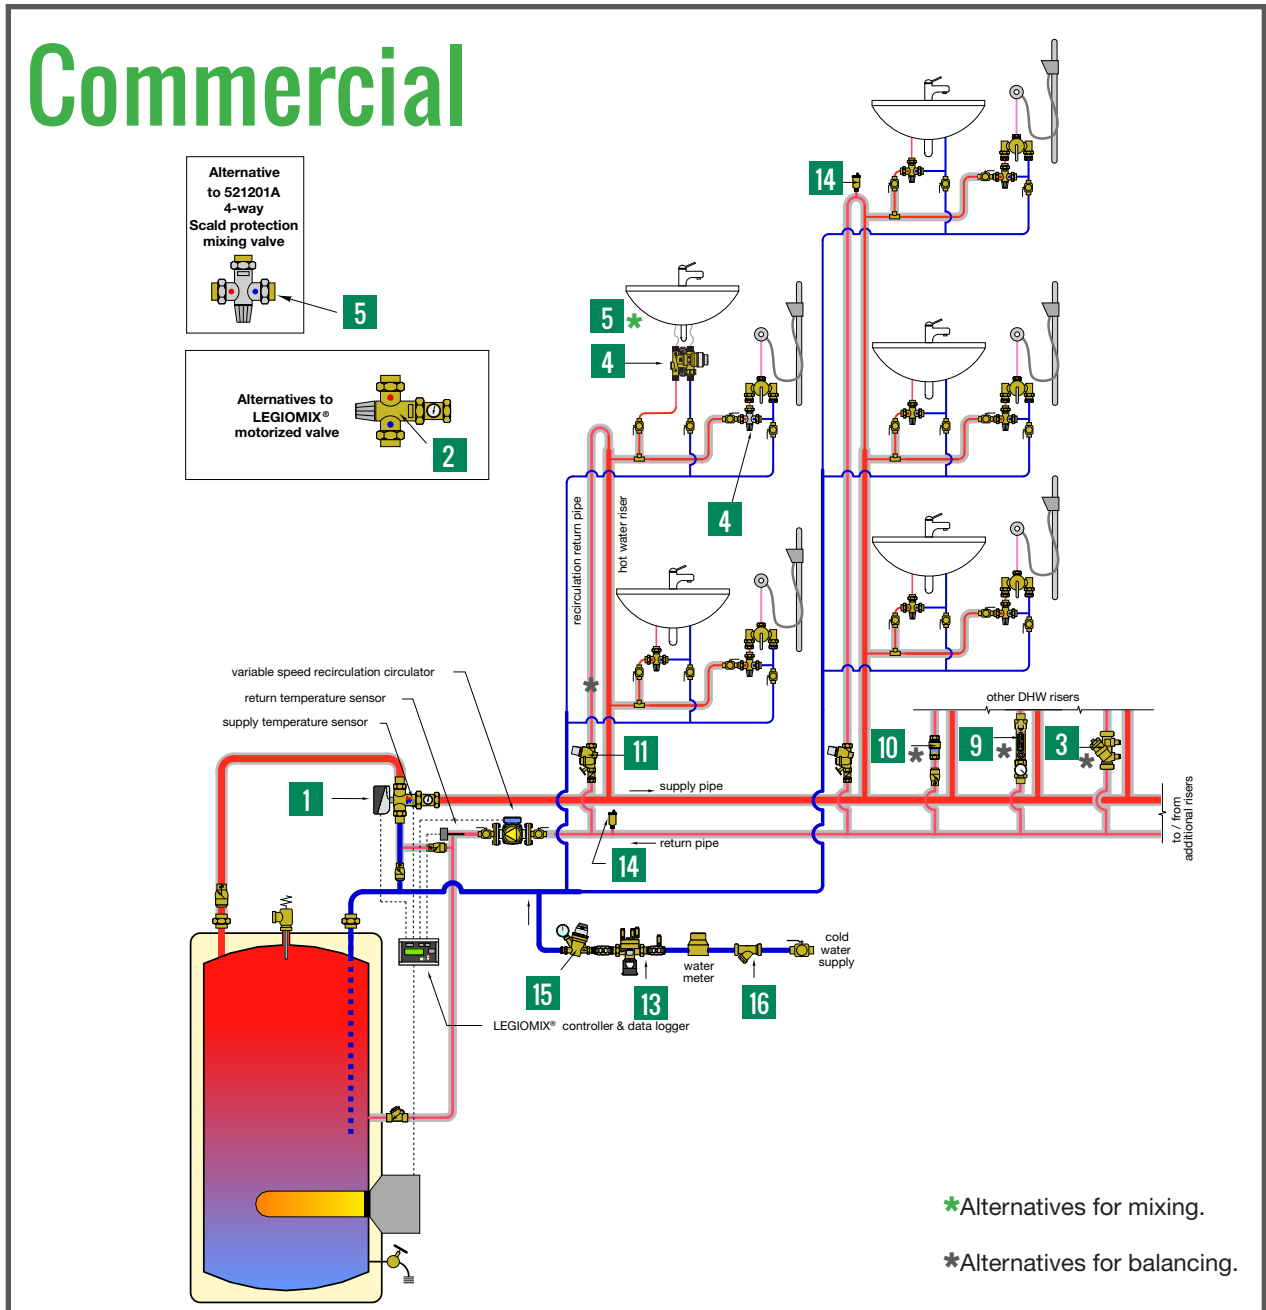 Commercial
Alternative
to 521201A
4-way
Scald protection
mixing valve
5
Alternatives to
LEGIOMIX®
motorized valve
2
14
5 *
4
4
recirculation return pipe
hot water riser
variable speed recirculation circulator
return temperature sensor
supply temperature sensor
*
11
other DHW risers
10 *
9 *
3 *
1
supply pipe
return pipe
14
to / from
additional risers
cold
water
supply
water
meter
15
13
16
LEGIOMIX® controller & data logger
*Alternatives for mixing.
*Alternatives for balancing.